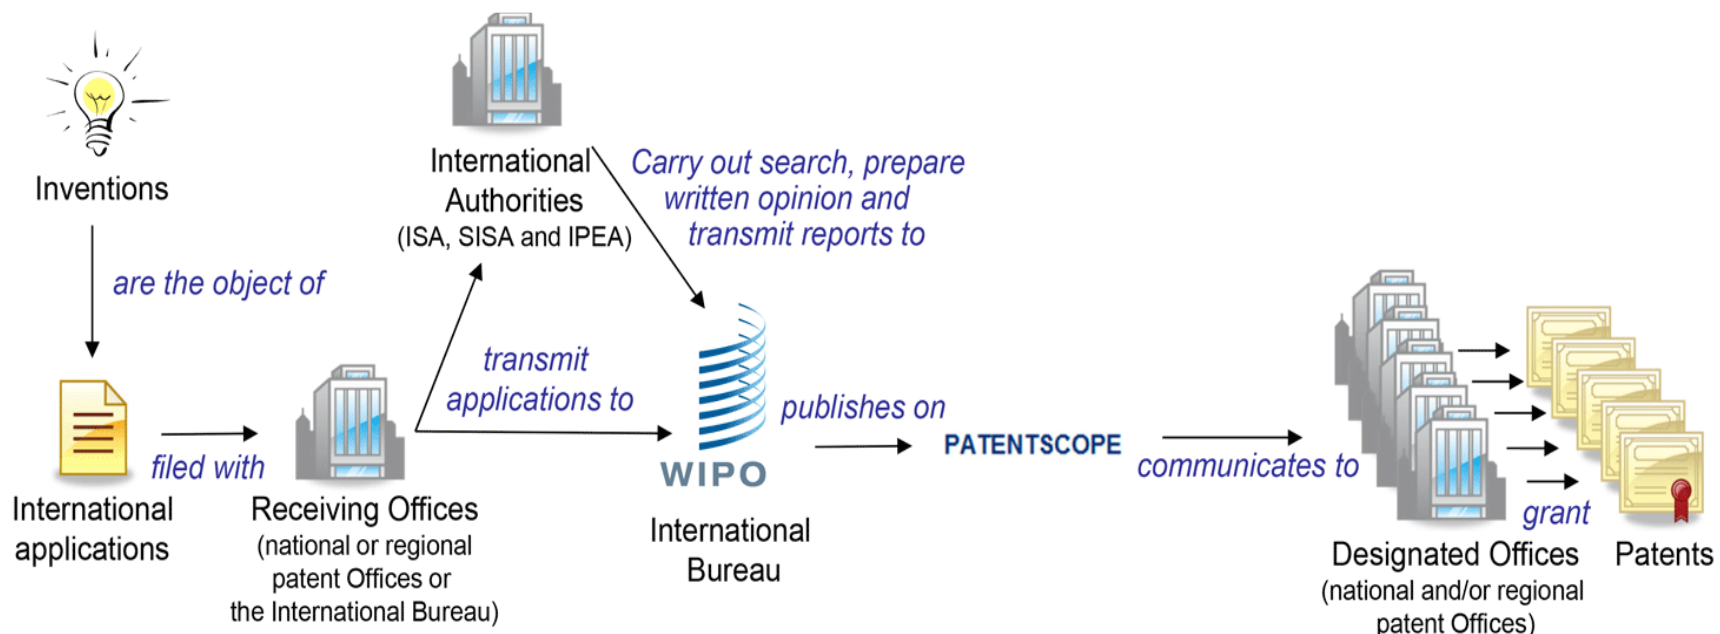 Inventions
are the object of
International
applications
filed with
Receiving Offices
(national or regional
patent Offices or
the International Bureau)
International
Authorities
(ISA, SISA and IPEA)
transmit
applications to
Carry out search, prepare
written opinion and
transmit reports to
WIPO
International
Bureau
publishes on
PATENTSCOPE
communicates to
Designated Offices
(national and/or regional
patent Offices)
grant
Patents